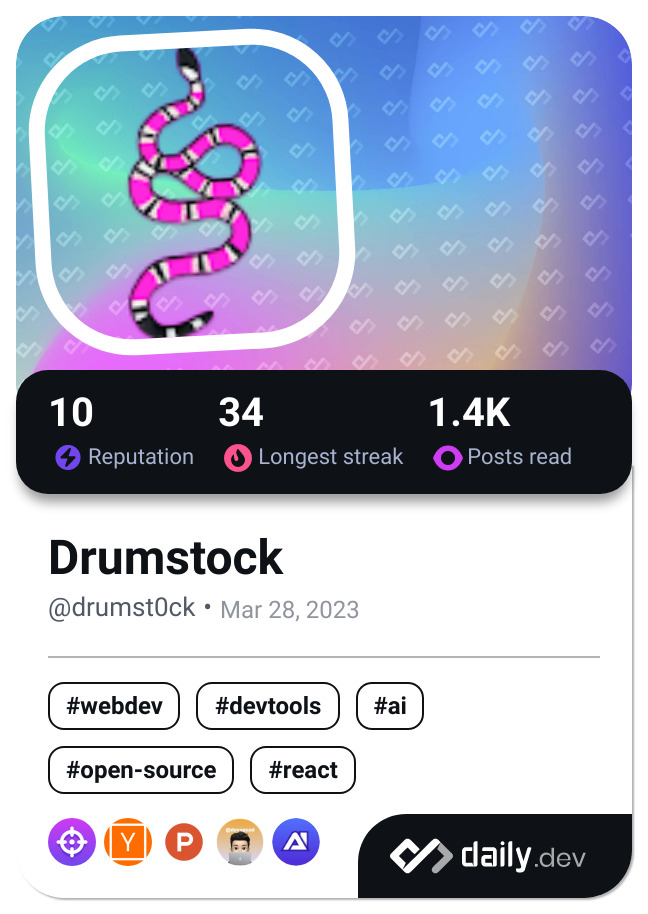 10 34 1.4K
Reputation Longest streak Posts read
Drumstock
@drumst0ck • Mar 28, 2023
#webdev #devtools #ai
#open-source #react
Y P
daily.dev